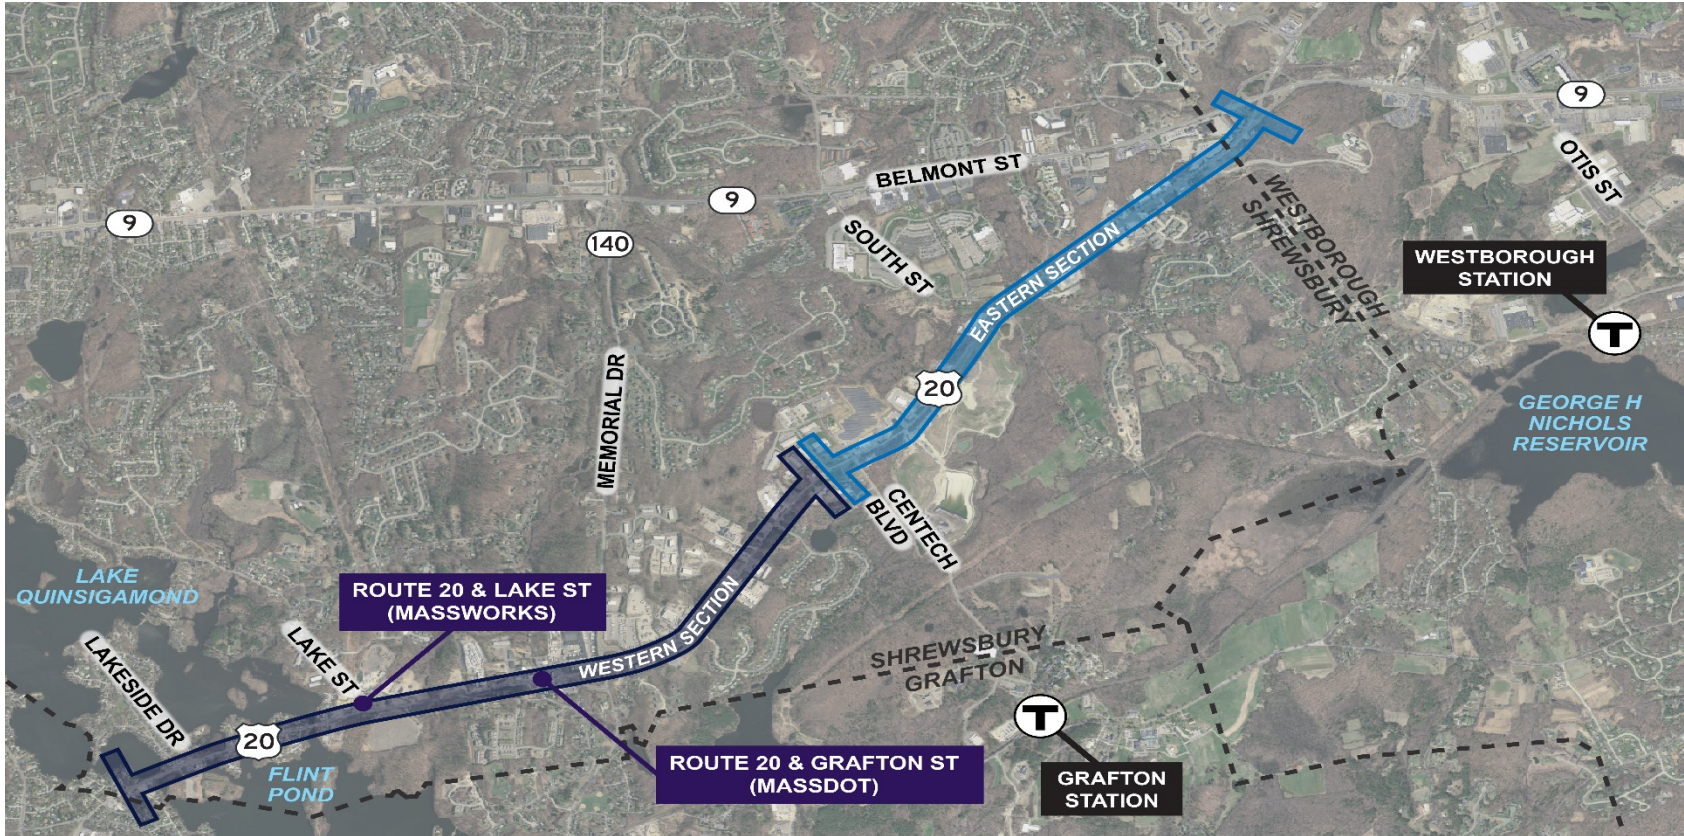 9
OTIS ST
BELMONT ST
9
9
140
SOUTH ST
EASTERN SECTION
WESTBOROUGH
SHREWSBURY
WESTBOROUGH
STATION
T
20
MEMORIAL DR
GEORGE H
NICHOLS
RESERVOIR
CENTECH
BLVD
LAKE
QUINSIGAMOND
ROUTE 20 & LAKE ST
(MASSWORKS)
LAKESIDE DR
LAKE ST
WESTERN SECTION
SHREWSBURY
GRAFTON
20
FLINT
POND
ROUTE 20 & GRAFTON ST
(MASSDOT)
T
GRAFTON
STATION